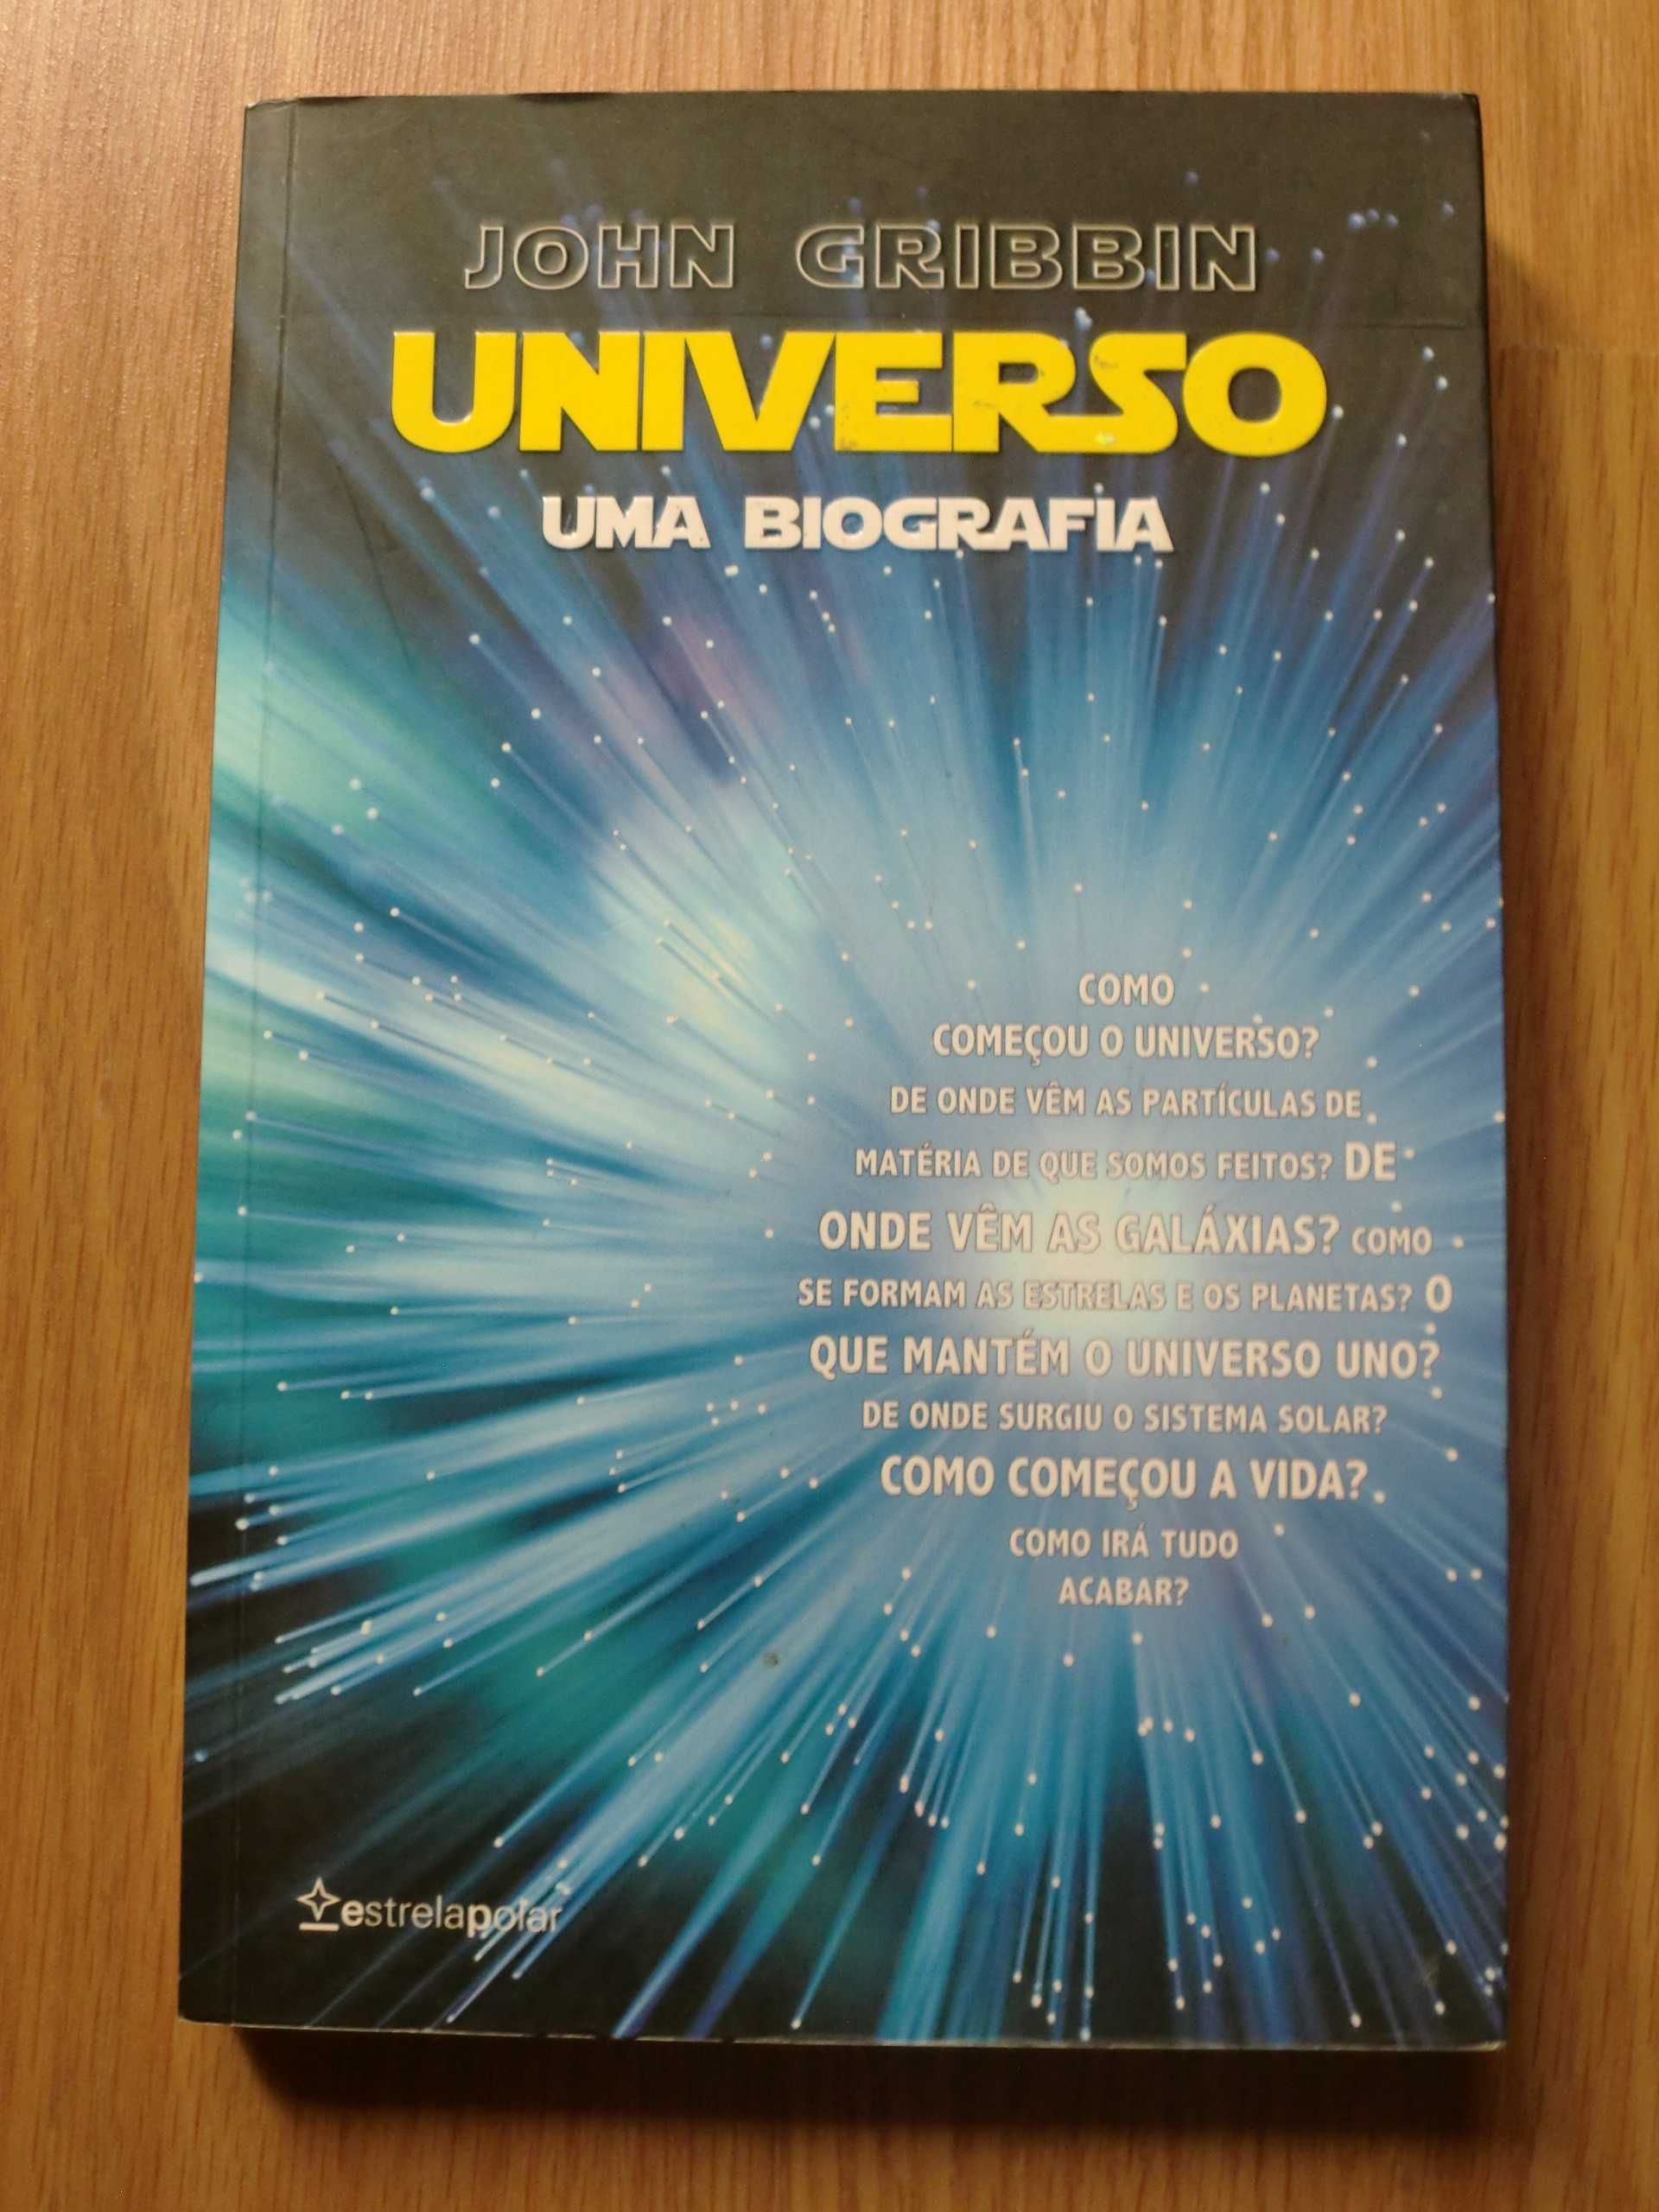 JOHN GRIBBIN
UNIVERSO
UMA BIOGRAFIA
COMO
COMEÇOU O UNIVERSO?
DE ONDE VÊM AS PARTÍCULAS DE
MATÉRIA DE QUE SOMOS FEITOS? DE
ONDE VÊM AS GALÁXIAS? COMO
SE FORMAM AS ESTRELAS E OS PLANETAS? O
QUE MANTÉM O UNIVERSO UNO?
DE ONDE SURGIU O SISTEMA SOLAR?
COMO COMEÇOU A VIDA?
COMO IRÁ TUDO
ACABAR?
estrelapolar